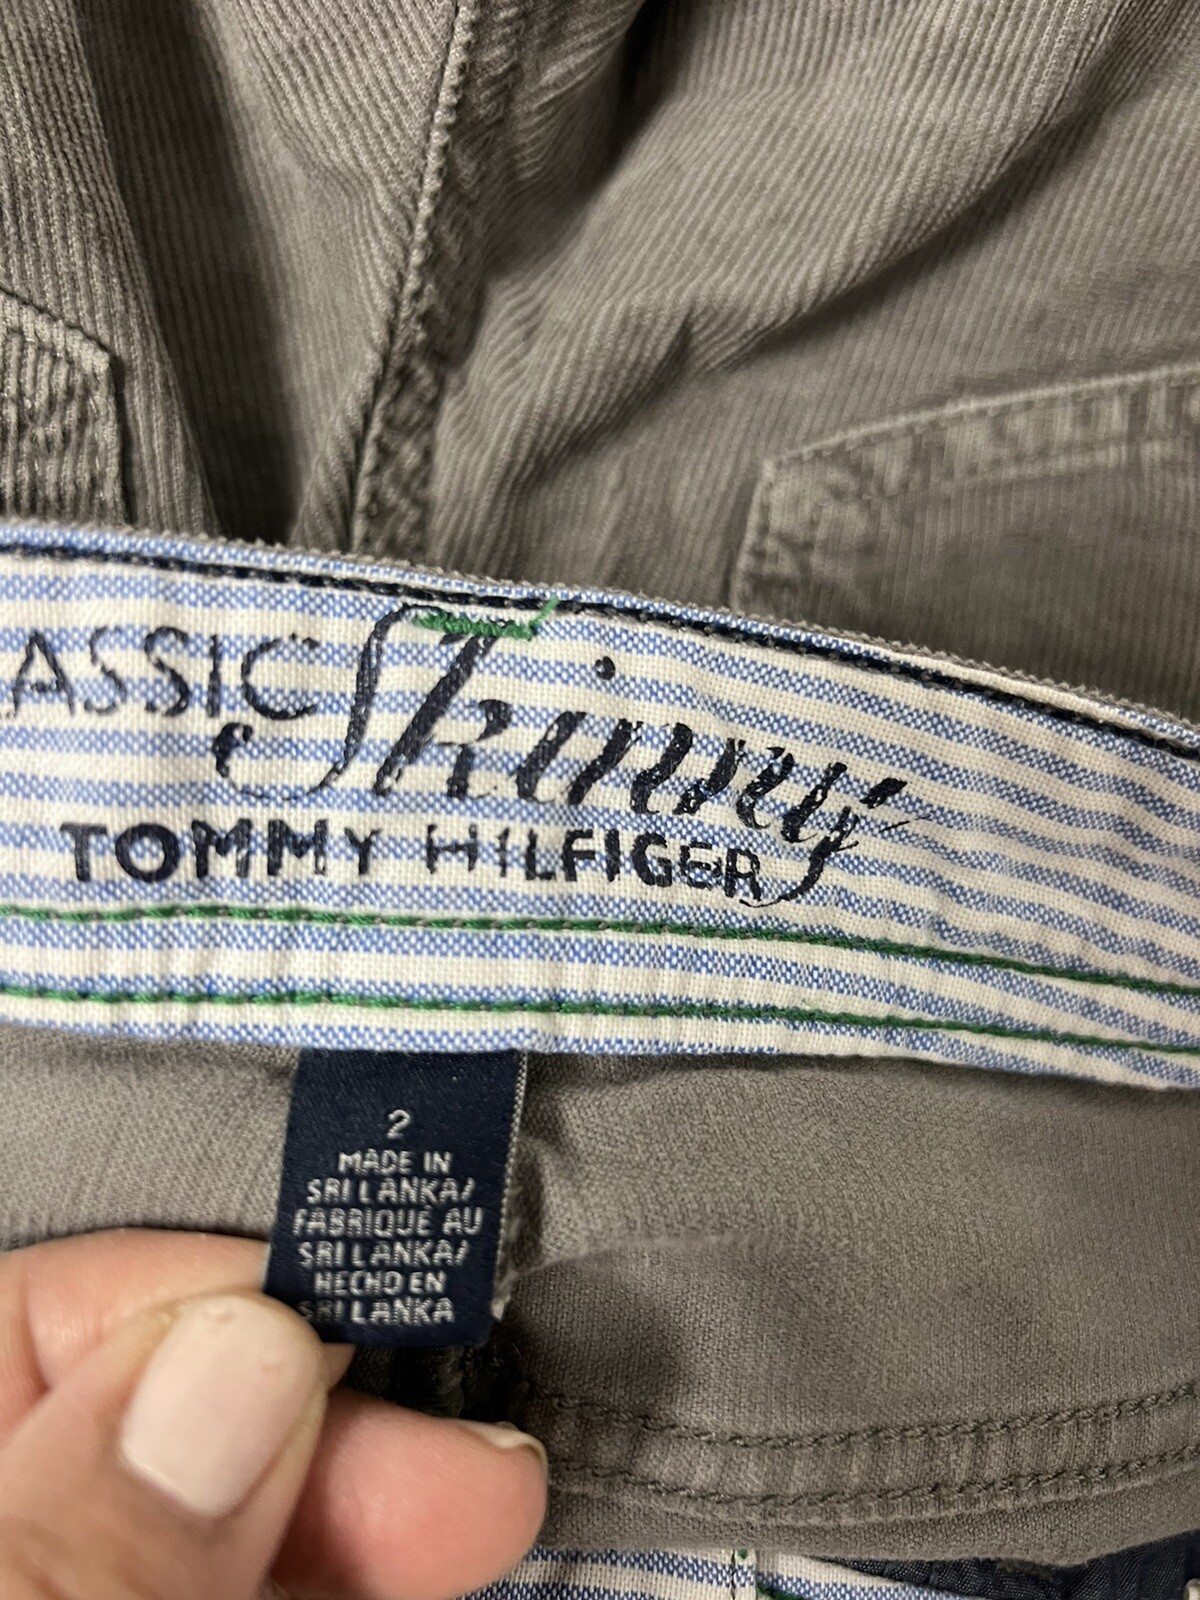 ASSIC Skinny
TOMMY HILFIGER
2
MADE IN
SRI LANKA/
FABRIQUÉ AU
SRI LANKA/
HECHO EN
SRI LANKA